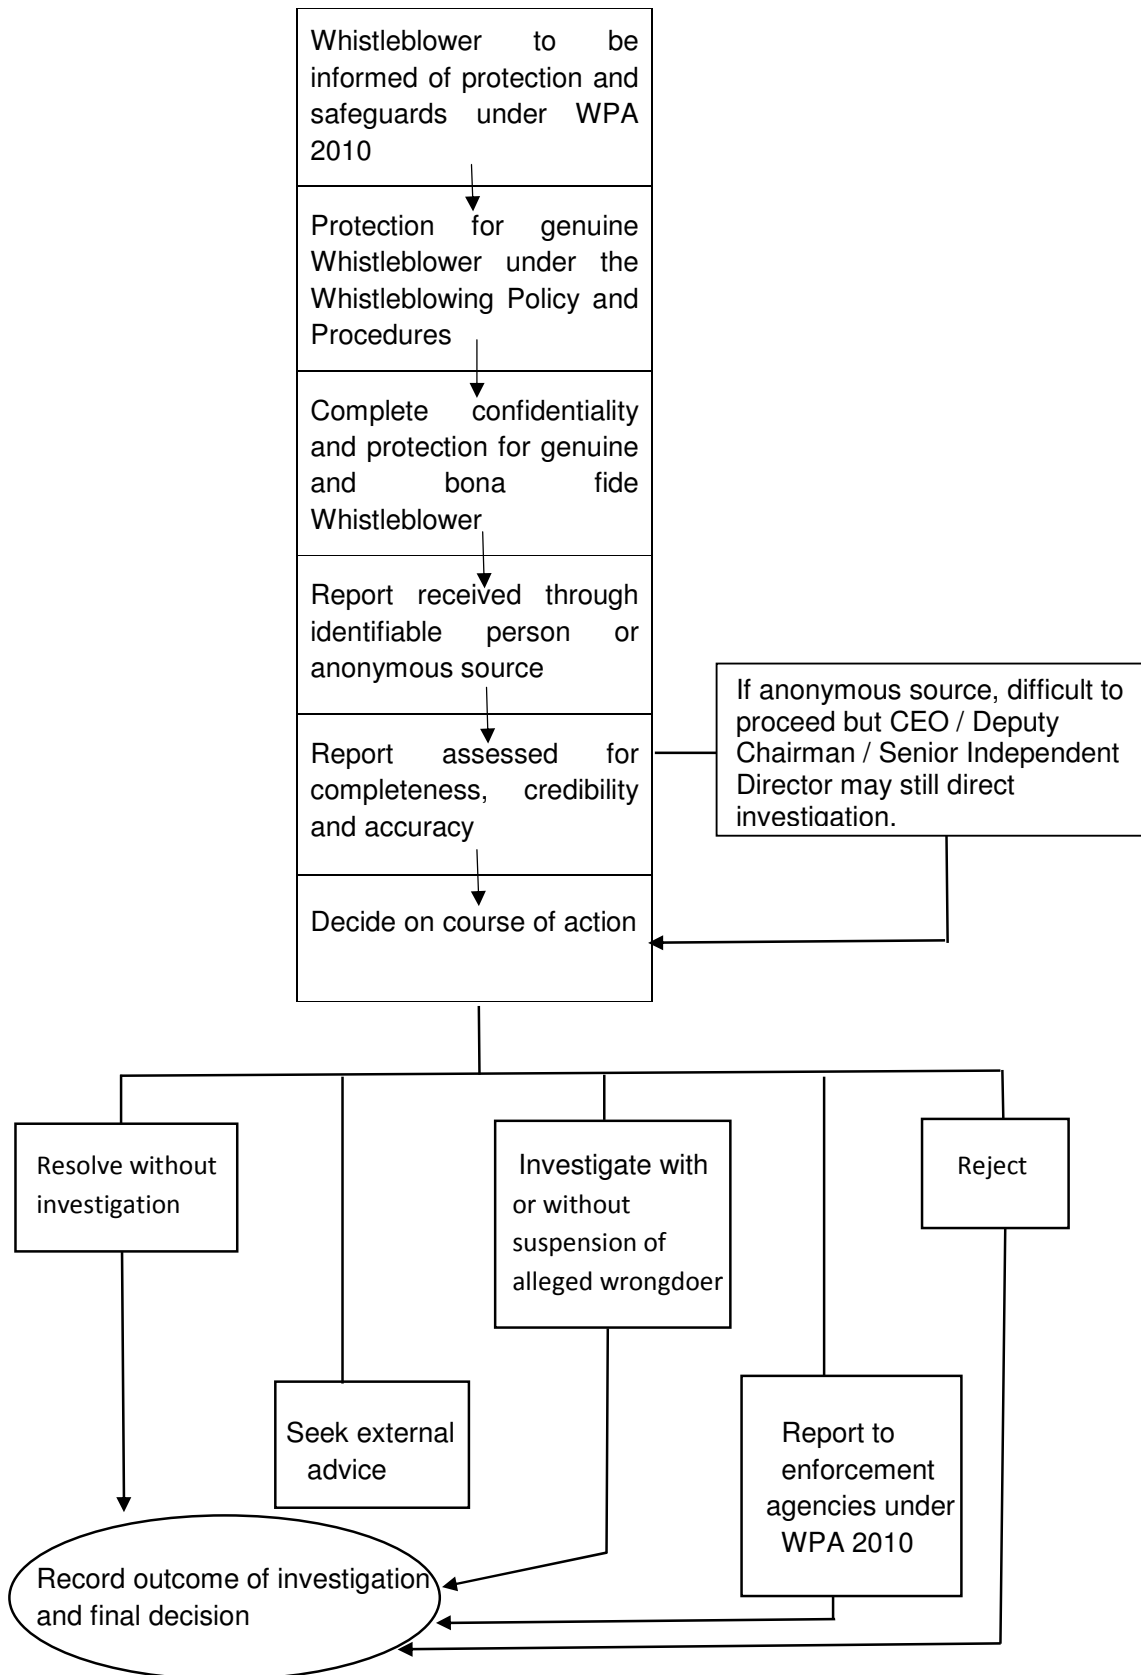 Whistleblower to be
informed of protection and
safeguards under WPA
2010
Protection for genuine
Whistleblower under the
Whistleblowing Policy and
Procedures
Complete confidentiality
and protection for genuine
and bona fide
Whistleblower
Report received through
identifiable person or
anonymous source
If anonymous source, difficult to
proceed but CEO / Deputy
Chairman / Senior Independent
Director may still direct
investigation.
Report assessed for
completeness, credibility
and accuracy
Decide on course of action
Resolve without
investigation
Investigate with
or without
suspension of
alleged wrongdoer
Reject
Seek external
advice
Report to
enforcement
agencies under
WPA 2010
Record outcome of investigation
and final decision